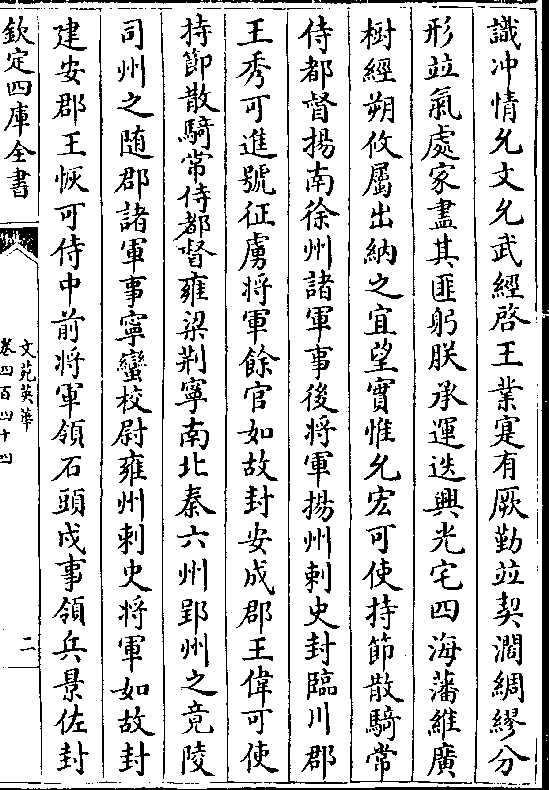 識冲情允文允武經啓王業寔有厥勤並契濶綢繆分
形並氣處家盡其匪躬朕承運迭興光宅四海藩維廣
樹經朔攸屬出納之宜望實惟允宏可使持節散騎常
侍都督揚南徐州諸軍事後將軍揚州刺史封臨川郡
王秀可進號征虜將軍餘官如故封安成郡王偉可使
持節散騎常侍都督雍梁荆寧南北秦六州郢州之竟陵
司州之隨郡諸軍事寧蠻校尉雍州刺史將軍如故封
建安郡王恢可侍中前將軍領石頭戍事領兵景佐封
欽定四庫全書
文苑英華
卷四百四十四
二